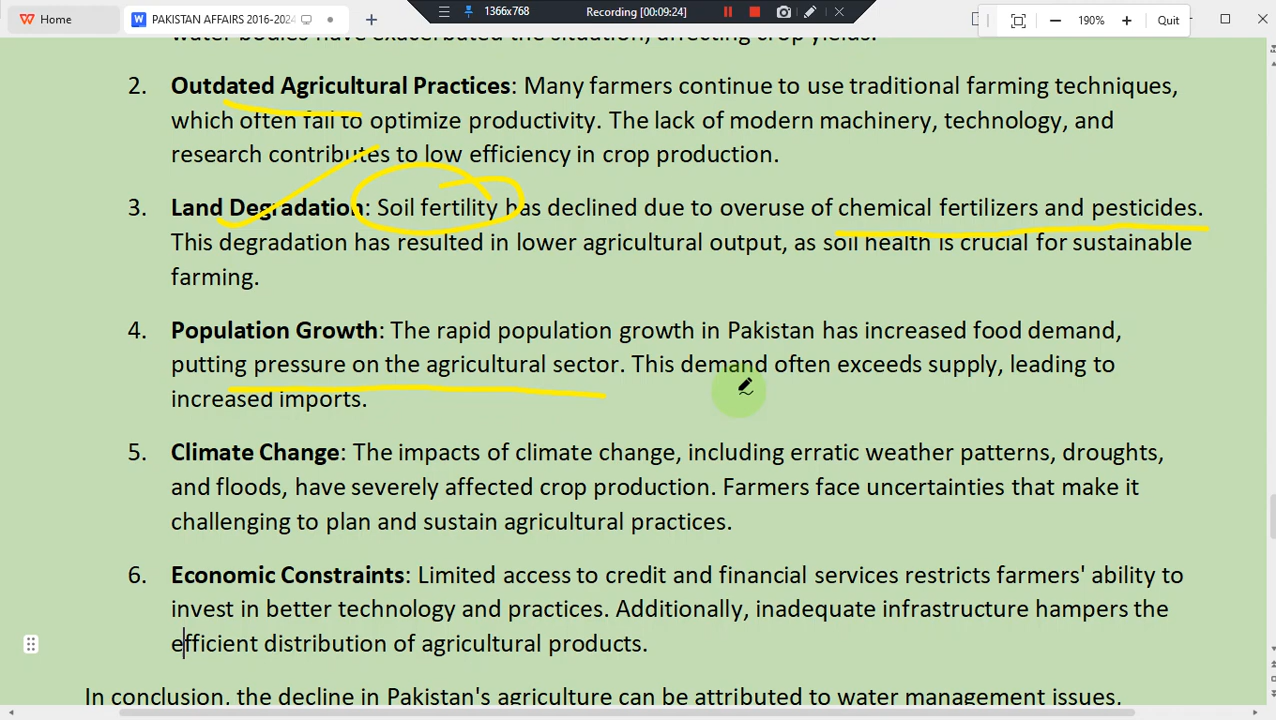 Home
PAKISTAN AFFAIRS 2016-2024
1366x768
Recording [00:09:24]
190%
Quit
water bodies have exacerbated the situation, affecting crop yields.
2. Outdated Agricultural Practices: Many farmers continue to use traditional farming techniques,
which often fail to optimize productivity. The lack of modern machinery, technology, and
research contributes to low efficiency in crop production.
3. Land Degradation: Soil fertility has declined due to overuse of chemical fertilizers and pesticides.
This degradation has resulted in lower agricultural output, as soil health is crucial for sustainable
farming.
4. Population Growth: The rapid population growth in Pakistan has increased food demand,
putting pressure on the agricultural sector. This demand often exceeds supply, leading to
increased imports.
5. Climate Change: The impacts of climate change, including erratic weather patterns, droughts,
and floods, have severely affected crop production. Farmers face uncertainties that make it
challenging to plan and sustain agricultural practices.
6. Economic Constraints: Limited access to credit and financial services restricts farmers' ability to
invest in better technology and practices. Additionally, inadequate infrastructure hampers the
efficient distribution of agricultural products.
In conclusion, the decline in Pakistan's agriculture can be attributed to water management issues,